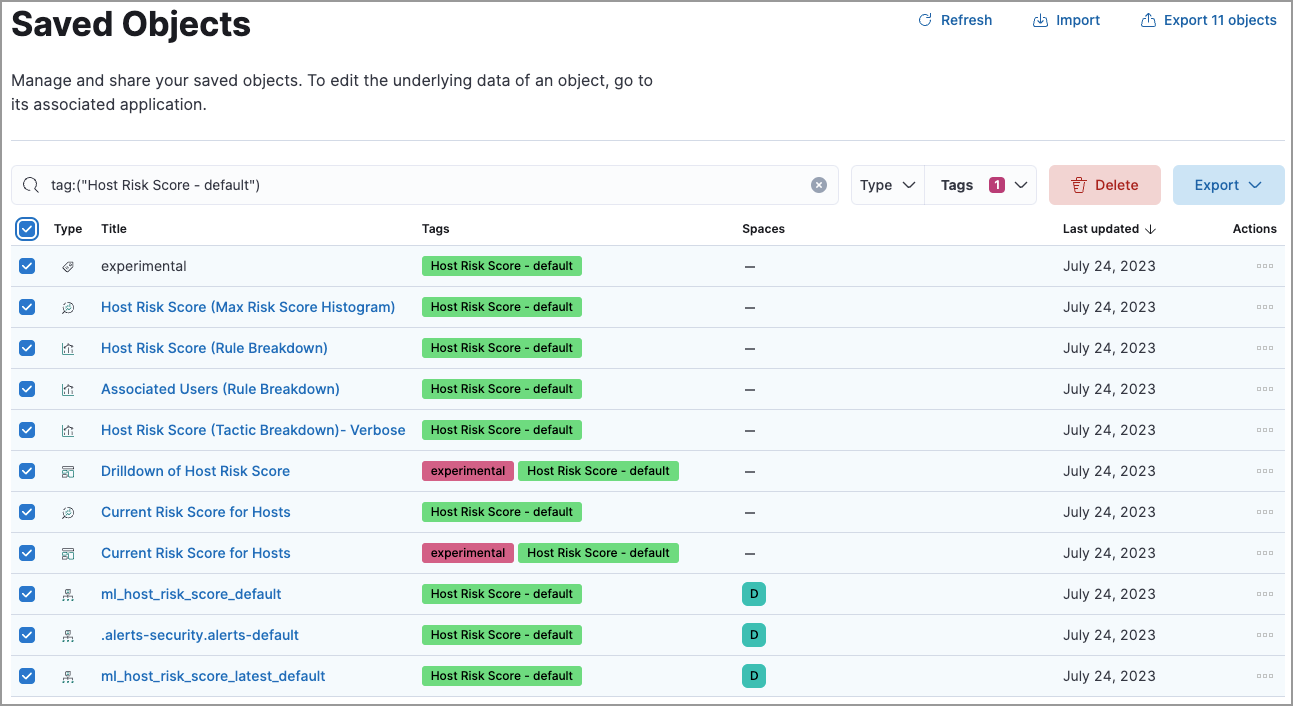 Saved Objects
Refresh Import Export 11 objects
Manage and share your saved objects. To edit the underlying data of an object, go to
its associated application.
tag:("Host Risk Score - default") Type Tags 1 Delete Export
Type Title Tags Spaces Last updated Actions
experimental Host Risk Score - default — July 24, 2023
Host Risk Score (Max Risk Score Histogram) Host Risk Score - default — July 24, 2023
Host Risk Score (Rule Breakdown) Host Risk Score - default — July 24, 2023
Associated Users (Rule Breakdown) Host Risk Score - default — July 24, 2023
Host Risk Score (Tactic Breakdown)- Verbose Host Risk Score - default — July 24, 2023
Drilldown of Host Risk Score experimental Host Risk Score - default — July 24, 2023
Current Risk Score for Hosts Host Risk Score - default — July 24, 2023
Current Risk Score for Hosts experimental Host Risk Score - default — July 24, 2023
ml_host_risk_score_default Host Risk Score - default D July 24, 2023
.alerts-security.alerts-default Host Risk Score - default D July 24, 2023
ml_host_risk_score_latest_default Host Risk Score - default D July 24, 2023